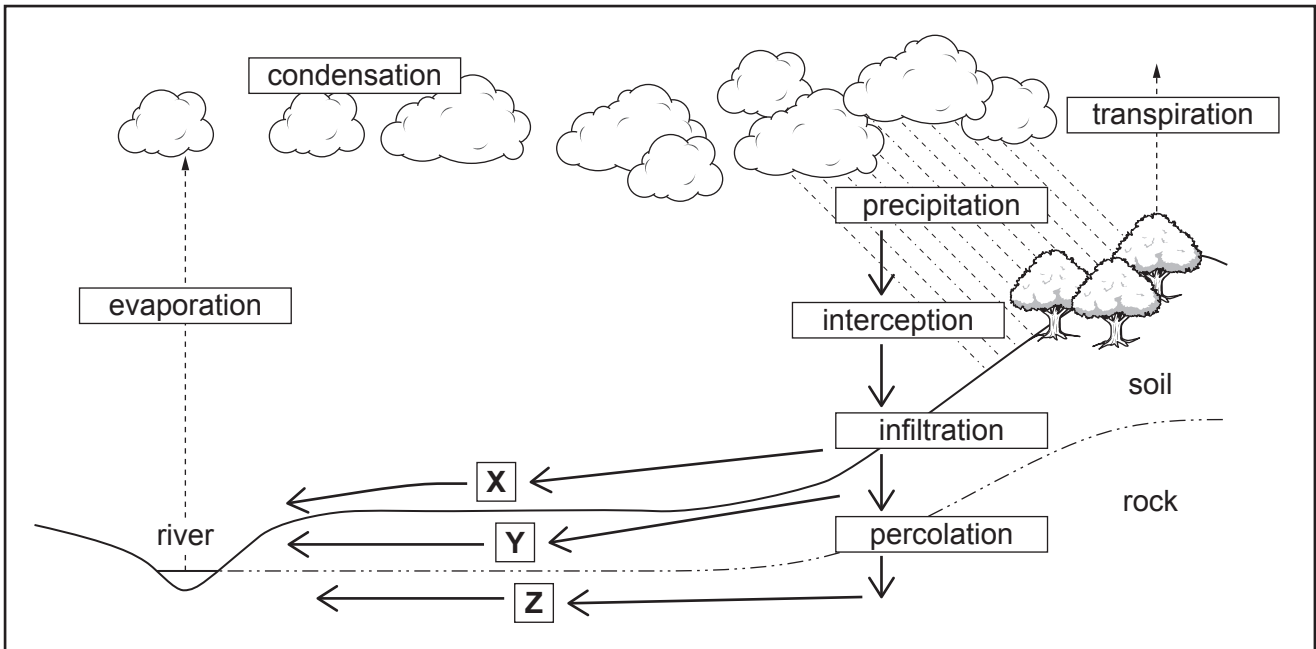 condensation
transpiration
precipitation
evaporation
interception
soil
infiltration
X
rock
river
Y
percolation
Z